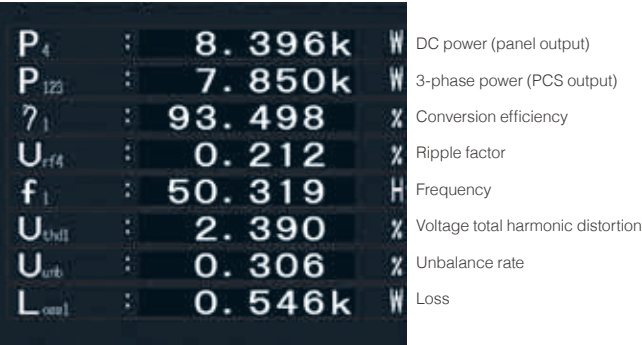 P4 : 8.396k W DC power (panel output)
P123 : 7.850k W 3-phase power (PCS output)
η1 : 93.498 % Conversion efficiency
Urf4 : 0.212 % Ripple factor
f1 : 50.319 H Frequency
Uthd1 : 2.390 % Voltage total harmonic distortion
Uunb : 0.306 % Unbalance rate
Loss1 : 0.546k W Loss